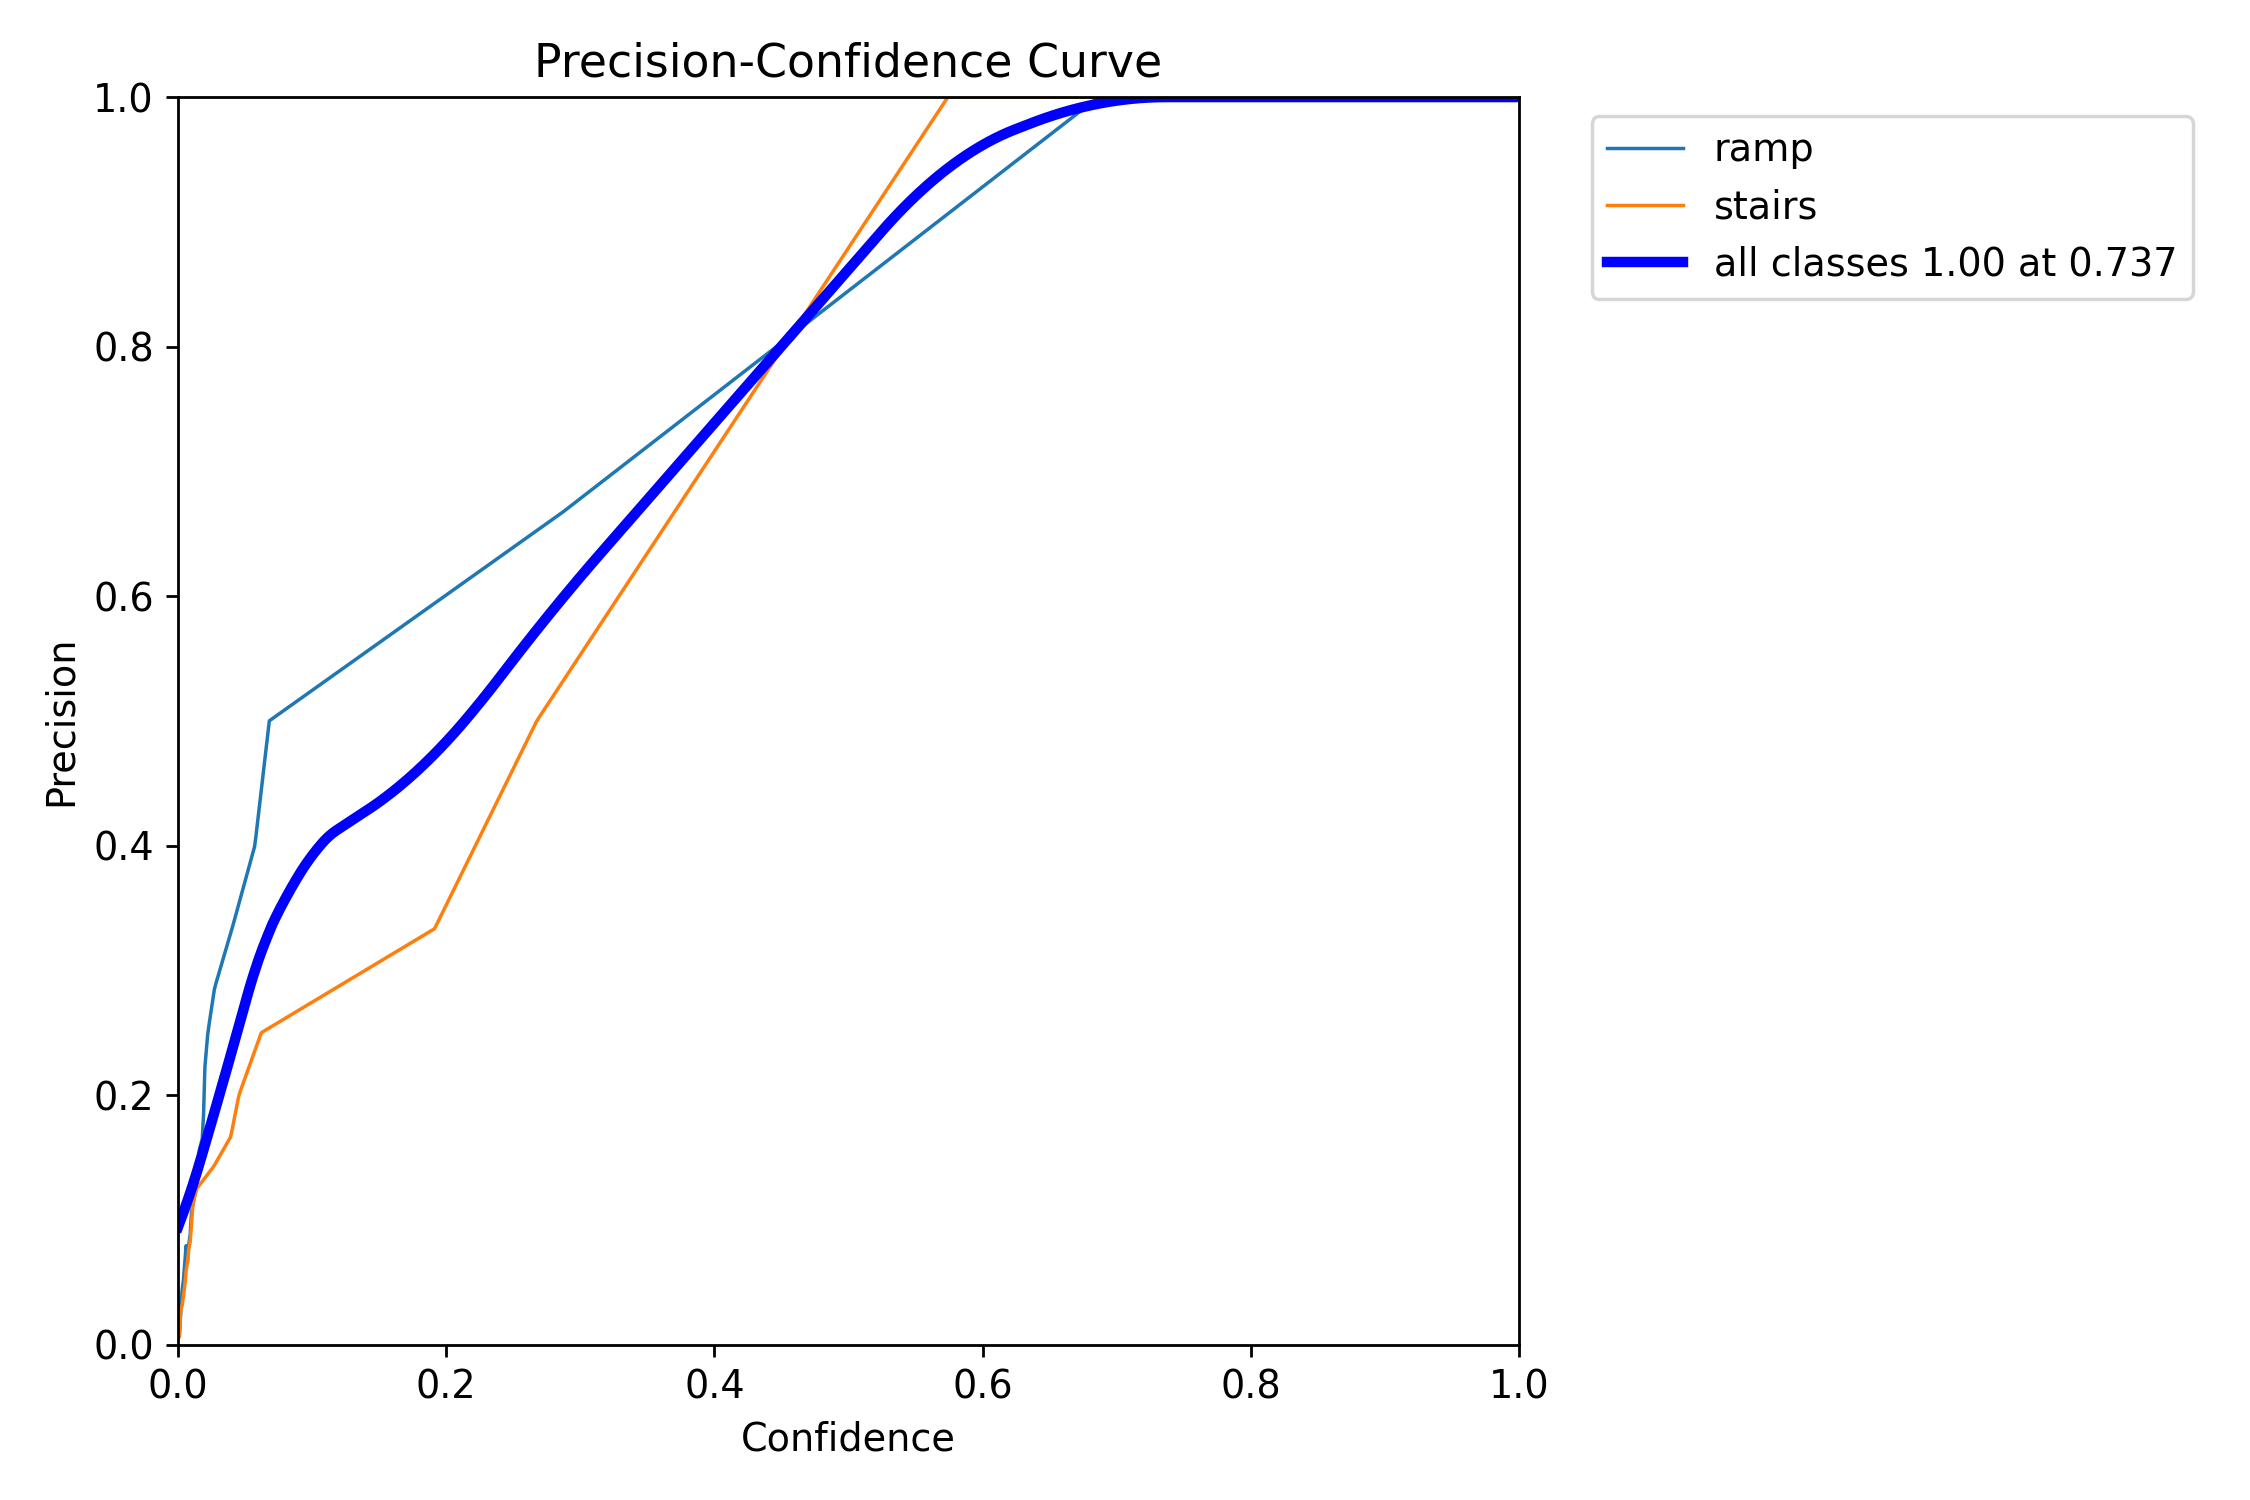 Precision-Confidence Curve
1.0
0.8
0.6
0.4
0.2
0.0
Precision
0.0 0.2 0.4 0.6 0.8 1.0
Confidence
ramp
stairs
all classes 1.00 at 0.737